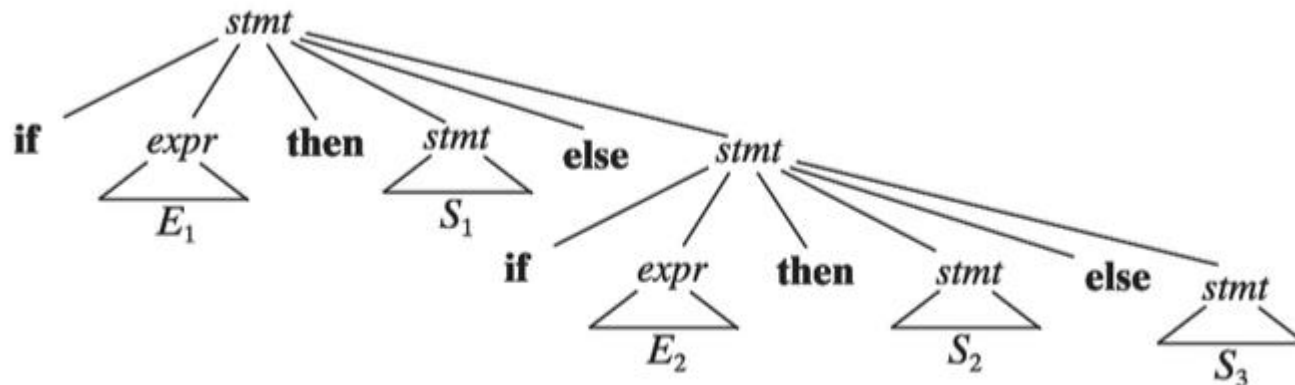 stmt
if expr then stmt else stmt
E₁ S₁
if expr then stmt else stmt
E₂ S₂ S₃